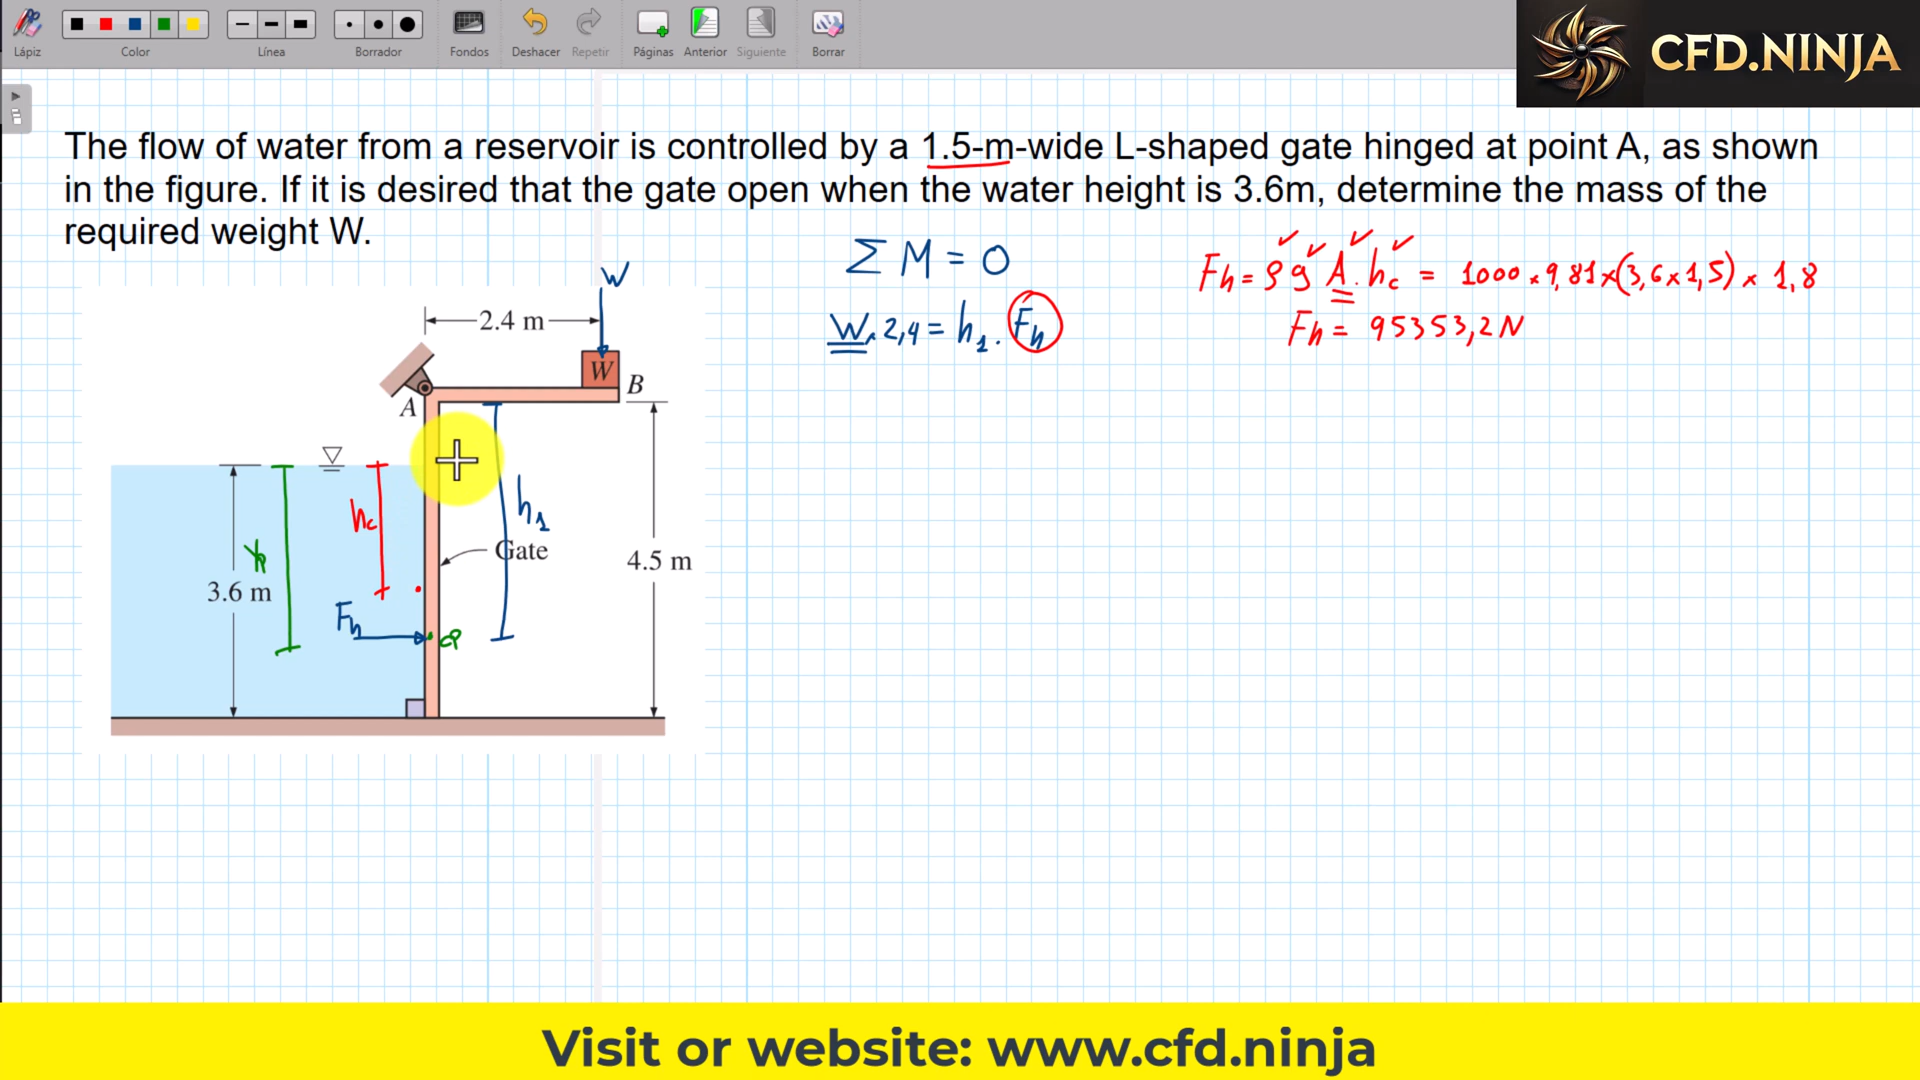 Lápiz
Color
Línea
Borrador
Fondos
Deshacer
Repetir
Páginas
Anterior
Siguiente
Borrar
CFD.NINJA
The flow of water from a reservoir is controlled by a 1.5-m-wide L-shaped gate hinged at point A, as shown
in the figure. If it is desired that the gate open when the water height is 3.6m, determine the mass of the
required weight W.
Σ M = 0
W. 2,4 = h1 . Fh
Fh = ρ g A . hc = 1000 × 9,81 × (3,6 × 1,5) × 1,8
Fh = 95353,2 N
W
2.4 m
W
B
A
hc
h1
Gate
4.5 m
3.6 m
Fh
CP
Visit or website: www.cfd.ninja